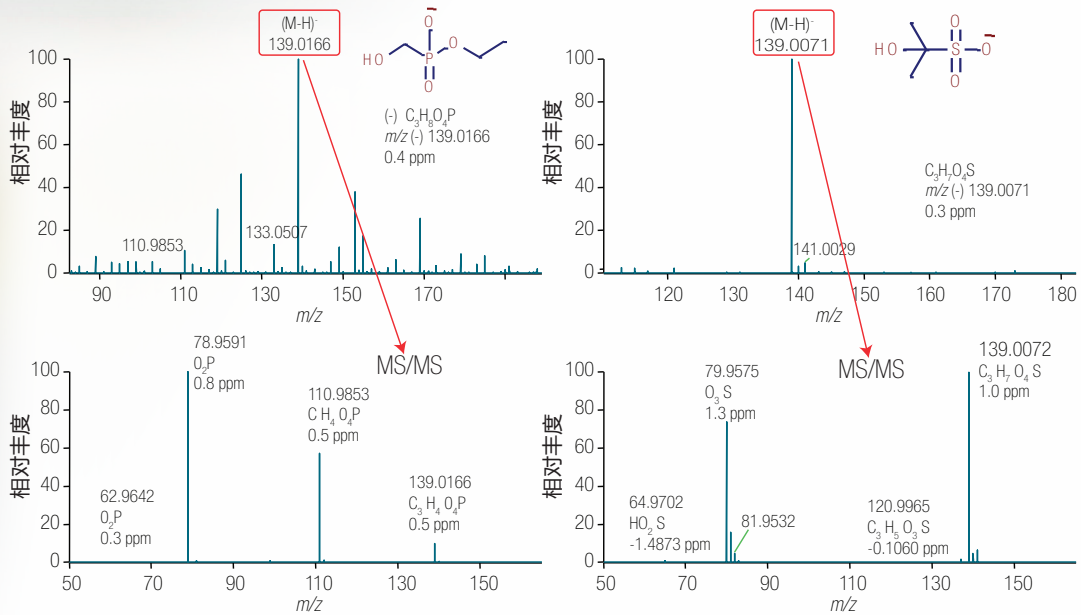 (M-H)⁻
139.0166
O⁻
HO
P
O
O
(-) C₃H₈O₄P
m/z (-) 139.0166
0.4 ppm
相对丰度
100
80
60
40
20
0
110.9853
133.0507
90
110
130
150
170
m/z
(M-H)⁻
139.0071
HO
O
S
O⁻
O
C₃H₇O₄S
m/z (-) 139.0071
0.3 ppm
相对丰度
100
80
60
40
20
0
141.0029
120
130
140
150
160
170
180
m/z
MS/MS
78.9591
O₂P
0.8 ppm
110.9853
C H₄ O₄P
0.5 ppm
139.0166
C₃ H₄ O₄P
0.5 ppm
62.9642
O₂P
0.3 ppm
相对丰度
100
80
60
40
20
0
50
70
90
110
130
150
m/z
MS/MS
79.9575
O₃ S
1.3 ppm
139.0072
C₃ H₇ O₄ S
1.0 ppm
64.9702
HO₂ S
-1.4873 ppm
81.9532
120.9965
C₃ H₅ O₃ S
-0.1060 ppm
相对丰度
100
80
60
40
20
0
50
70
90
110
130
150
m/z